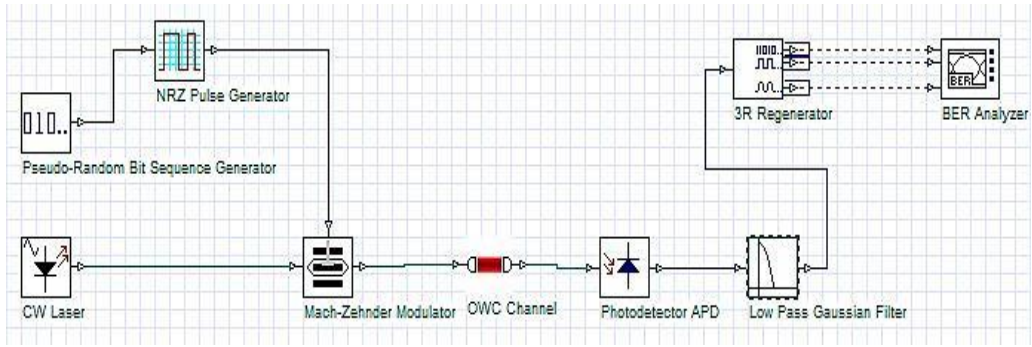 NRZ Pulse Generator
010..
Pseudo-Random Bit Sequence Generator
11010..
3R Regenerator
BER
BER Analyzer
CW Laser
Mach-Zehnder Modulator
OWC Channel
Photodetector APD
Low Pass Gaussian Filter